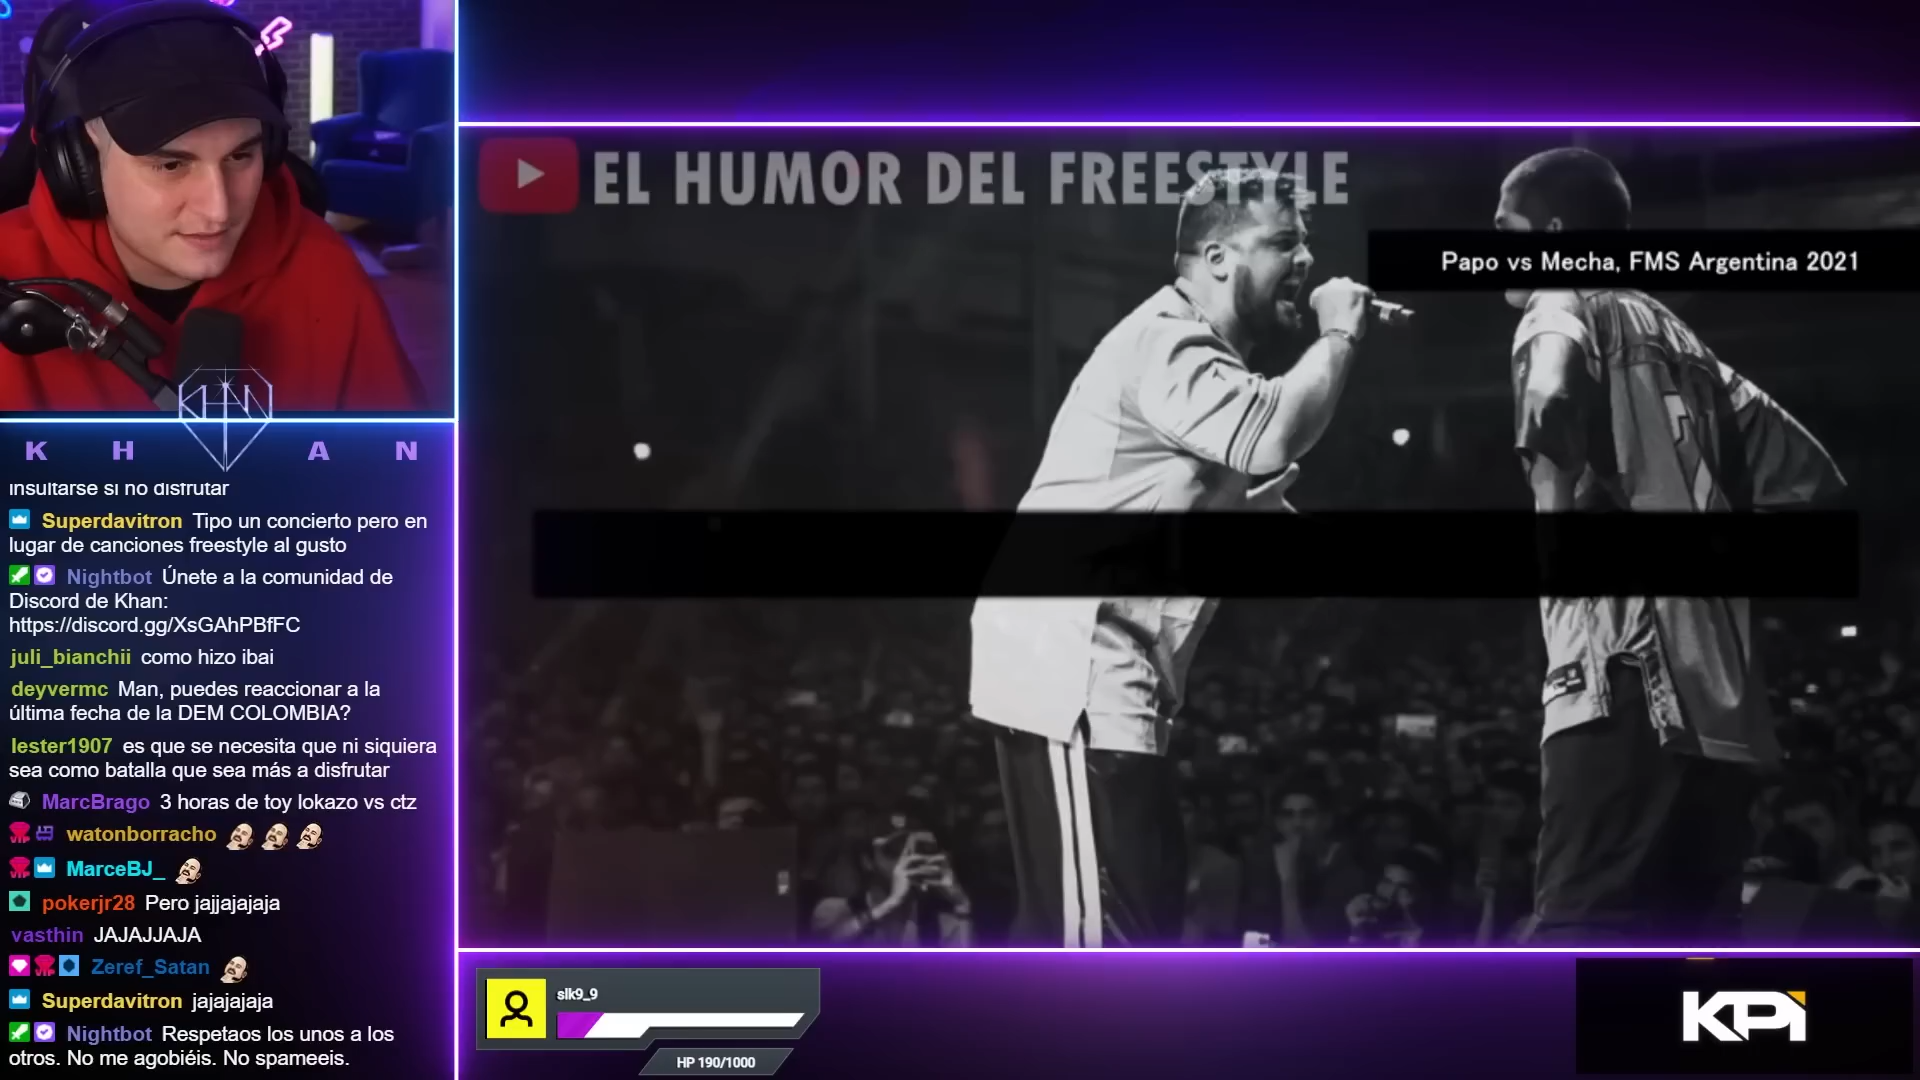 KHAN
K H A N
insultarse si no disfrutar
Superdavitron Tipo un concierto pero en
lugar de canciones freestyle al gusto
Nightbot Únete a la comunidad de
Discord de Khan:
https://discord.gg/XsGAhPBfFC
juli_bianchii como hizo ibai
deyvermc Man, puedes reaccionar a la
última fecha de la DEM COLOMBIA?
lester1907 es que se necesita que ni siquiera
sea como batalla que sea más a disfrutar
MarcBrago 3 horas de toy lokazo vs ctz
watonborracho
MarceBJ_
pokerjr28 Pero jajjajajaja
vasthin JAJAJJAJA
Zeref_Satan
Superdavitron jajajajaja
Nightbot Respetaos los unos a los
otros. No me agobiéis. No spameeis.
EL HUMOR DEL FREESTYLE
Papo vs Mecha, FMS Argentina 2021
slk9_9
HP 190/1000
KPi